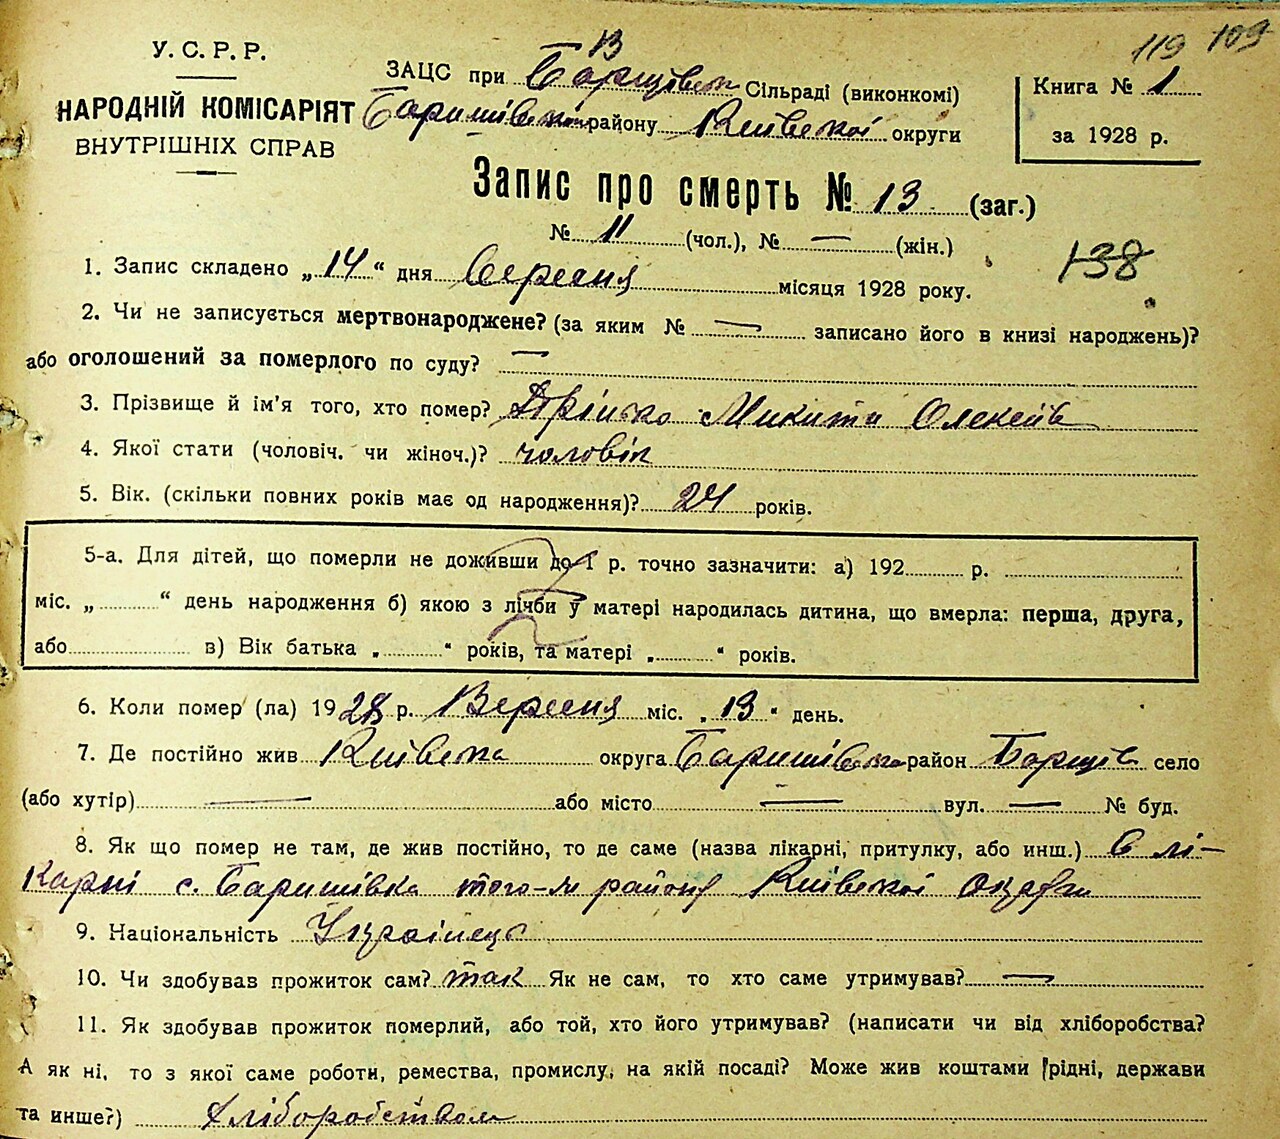 119 109
У. С. Р. Р.
НАРОДНІЙ КОМІСАРІЯТ
ВНУТРІШНІХ СПРАВ
ЗАЦС при Борщівск Сільраді (виконкомі)
Баришівськ району Київської округи
Книга № 1
за 1928 р.
Запис про смерть № 13 (заг.)
№ 11 (чол.), № — (жін.)
138
1. Запис складено „14“ дня Вересня місяця 1928 року.
2. Чи не записується мертвонароджене? (за яким № — записано його в книзі народжень)?
або оголошений за померлого по суду? —
3. Прізвище й ім'я того, хто помер? Микита Олексіїв
4. Якої стати (чоловіч. чи жіноч.)? чоловік
5. Вік. (скільки повних років має од народження)? 24 років.
5-а. Для дітей, що померли не доживши до 1 р. точно зазначити: а) 192 р.
міс. „ “ день народження б) якою з лічби у матері народилась дитина, що вмерла: перша, друга,
або в) Вік батька „ “ років, та матері „ “ років.
6. Коли помер (ла) 1928 р. Вересня міс. „13“ день.
7. Де постійно жив Київська округа Баришівська район Борщів село
(або хутір) — або місто — вул. — № буд.
8. Як що помер не там, де жив постійно, то де саме (назва лікарні, притулку, або инш.) В лі-
карні с. Баришівка того-ж району Київської округи
9. Національність Українець
10. Чи здобував прожиток сам? так Як не сам, то хто саме утримував? —
11. Як здобував прожиток померлий, або той, хто його утримував? (написати чи від хліборобства?
А як ні, то з якої саме роботи, ремества, промислу, на якій посаді? Може жив коштами рідні, держави
та инше?) Хліборобством